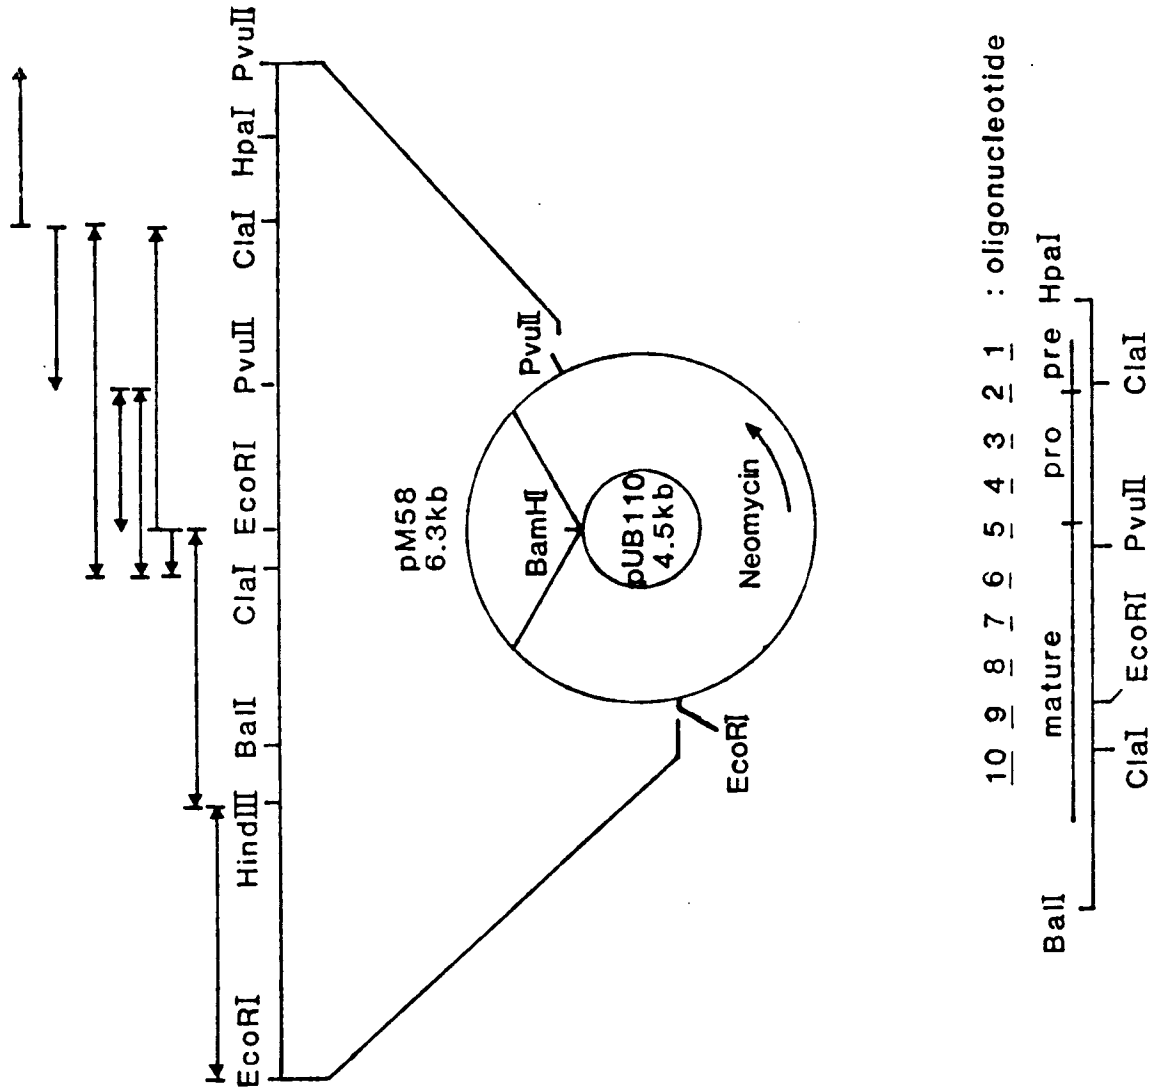 EcoRI HindIII BalI ClaI EcoRI PvuII ClaI HpaI PvuII
pM58
6.3kb
PvuII
BamHI
pUB110
4.5kb
EcoRI
Neomycin
10 9 8 7 6 5 4 3 2 1 : oligonucleotide
mature pro pre
BalI HpaI
ClaI EcoRI PvuII ClaI